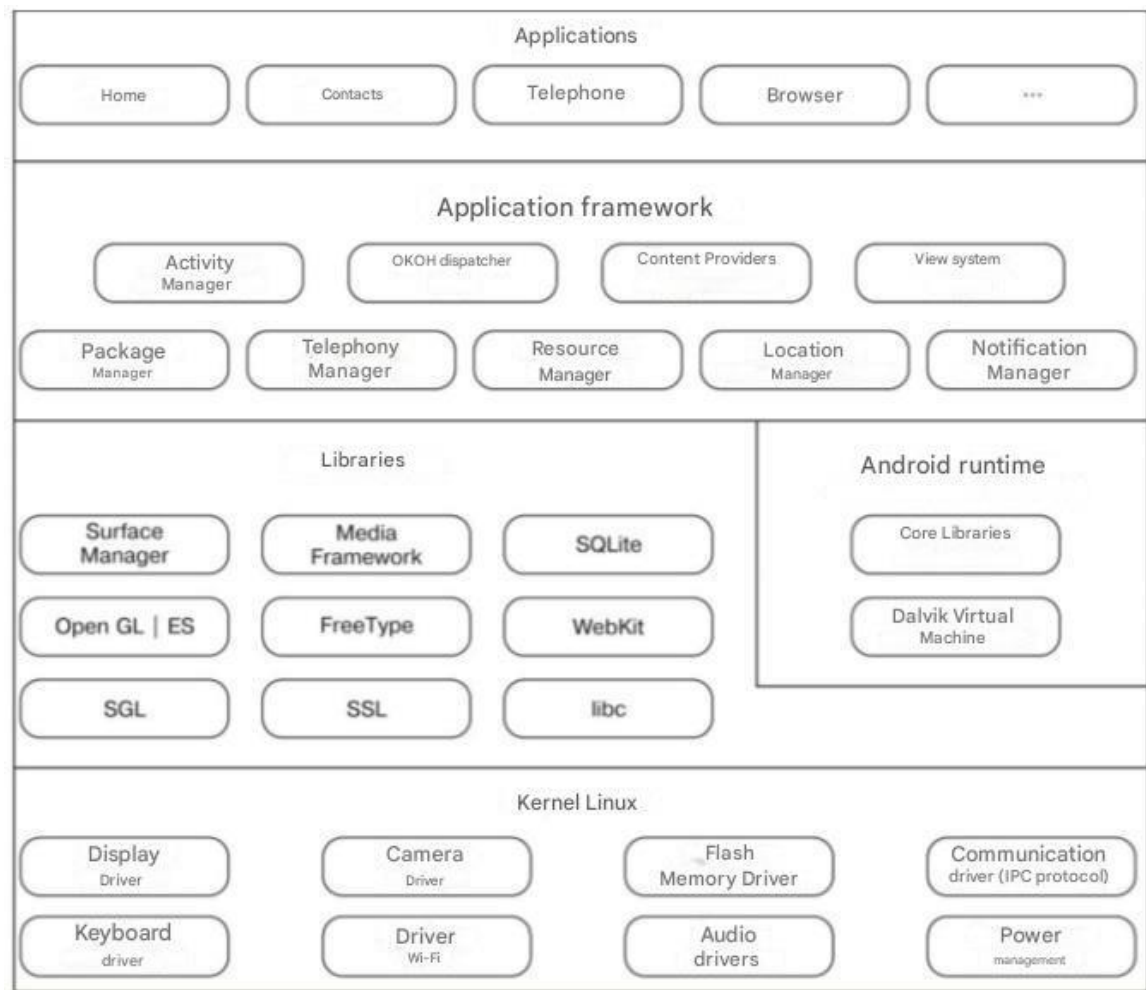 Applications
Home
Contacts
Telephone
Browser
...
Application framework
Activity
Manager
OKOH dispatcher
Content Providers
View system
Package
Manager
Telephony
Manager
Resource
Manager
Location
Manager
Notification
Manager
Libraries
Surface
Manager
Media
Framework
SQLite
Open GL | ES
FreeType
WebKit
SGL
SSL
libc
Android runtime
Core Libraries
Dalvik Virtual
Machine
Kernel Linux
Display
Driver
Camera
Driver
Flash
Memory Driver
Communication
driver (IPC protocol)
Keyboard
driver
Driver
Wi-Fi
Audio
drivers
Power
management